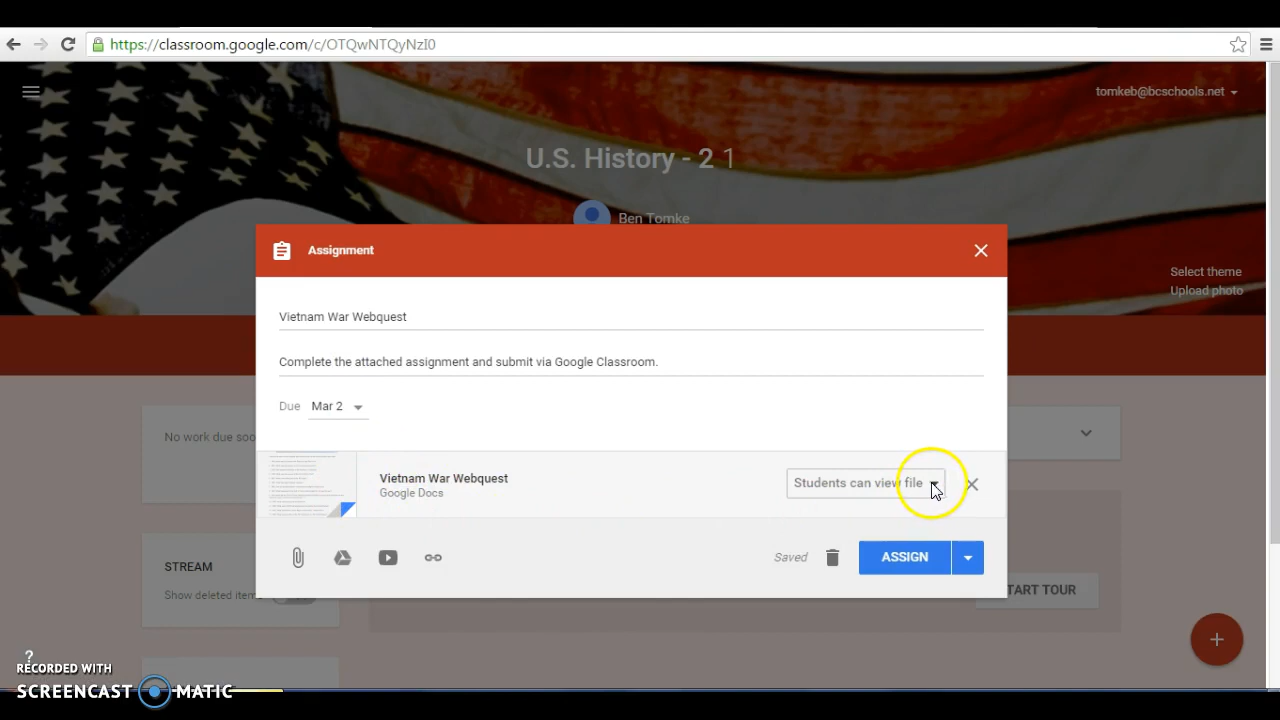 https://classroom.google.com/c/OTQwNTQyNzI0
tomkeb@bcschools.net
U.S. History - 2 1
Ben Tomke
Select theme
Upload photo
Assignment
Vietnam War Webquest
Complete the attached assignment and submit via Google Classroom.
Due Mar 2
No work due soo
Vietnam War Webquest
Google Docs
Students can view file
Saved
ASSIGN
STREAM
Show deleted item
TART TOUR
?
RECORDED WITH
SCREENCAST MATIC